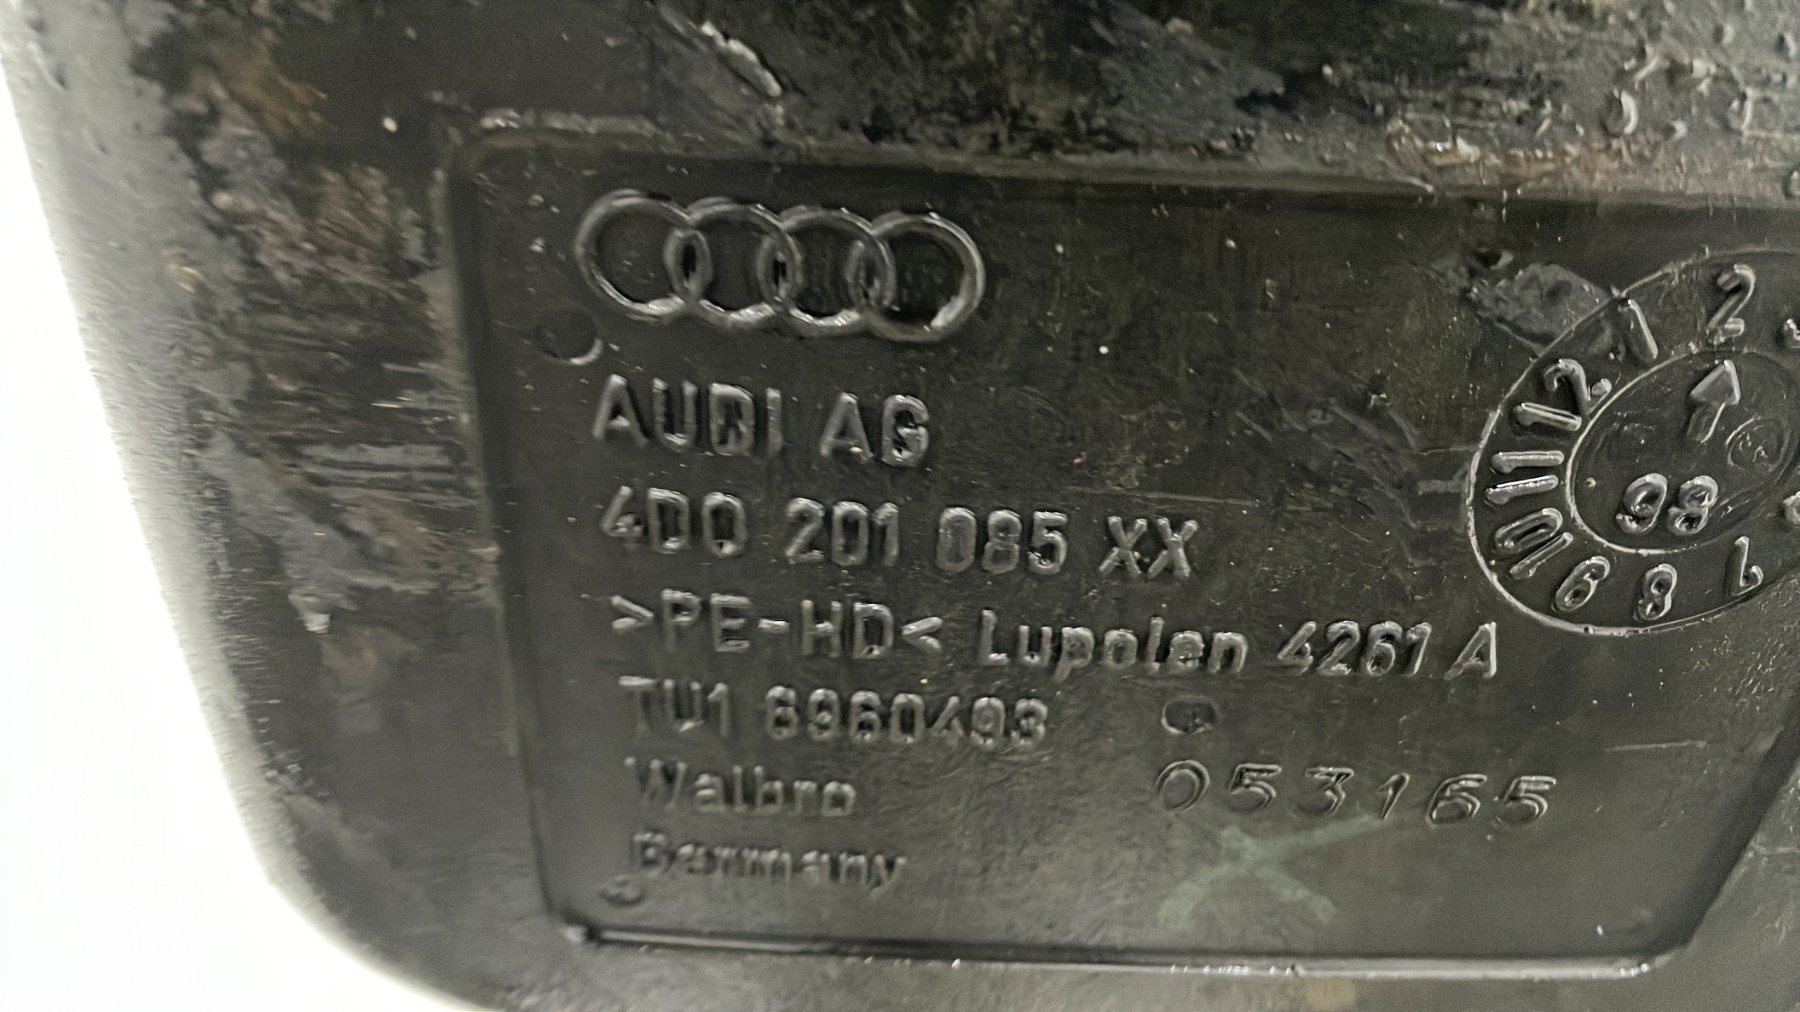 AUDI AG
4D0 201 085 XX
>PE-HD< Lupolen 4261 A
TU1 6960493
Walbro
053165
Germany
12 1 2
11
10 9 8
98